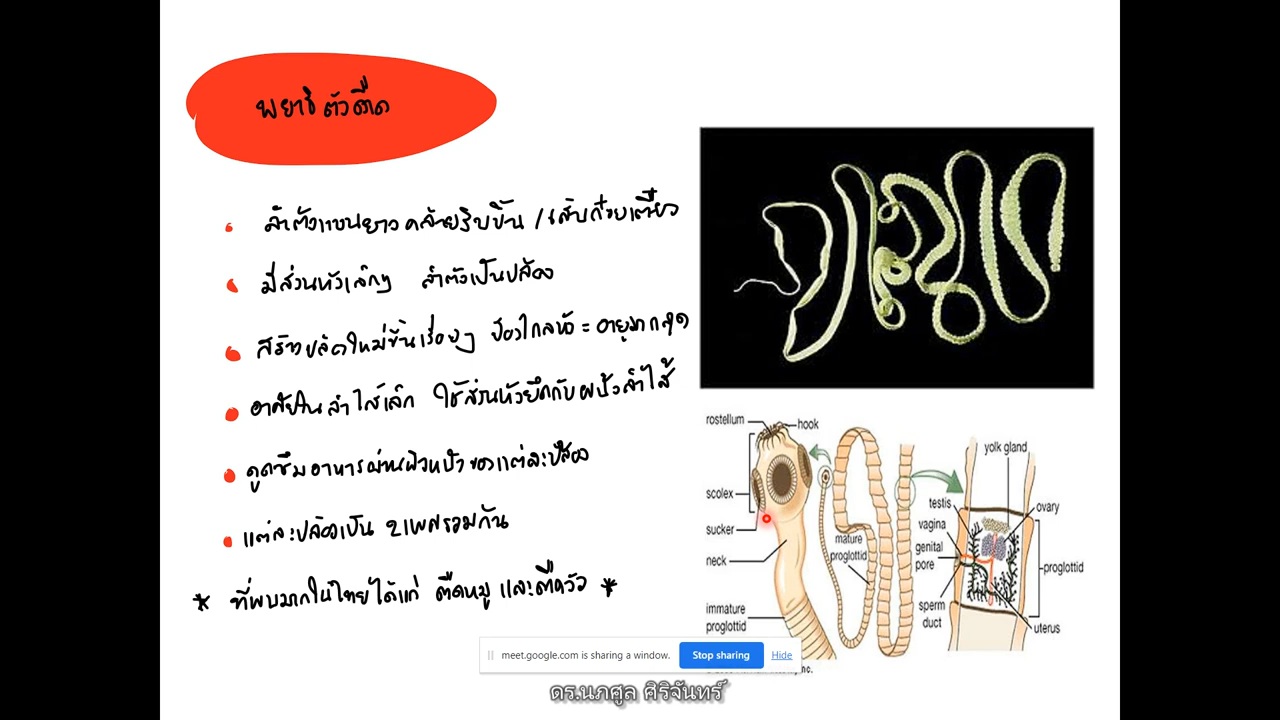 พยาธิตัวตืด
ลำตัวแบนยาวคล้ายริบบิ้น / เส้นก๋วยเตี๋ยว
มีส่วนหัวเล็กๆ ลำตัวเป็นปล้อง
สร้างปล้องใหม่ขึ้นเรื่อยๆ ปล้องใกล้หัว = อายุมากสุด
อาศัยในลำไส้เล็ก ใช้ส่วนหัวยึดกับผนังลำไส้
ดูดซึมอาหารผ่านผิวหนังของแต่ละปล้อง
แต่ละปล้องเป็น 2 เพศรวมกัน
* ที่พบมากในไทยได้แก่ ตืดหมู และตืดวัว *
rostellum
hook
scolex
sucker
neck
immature
proglottid
mature
proglottid
yolk gland
testis
ovary
vagina
genital
pore
proglottid
sperm
duct
uterus
meet.google.com is sharing a window.
Stop sharing
Hide
ดร.นภศูล ศิริจันทร์